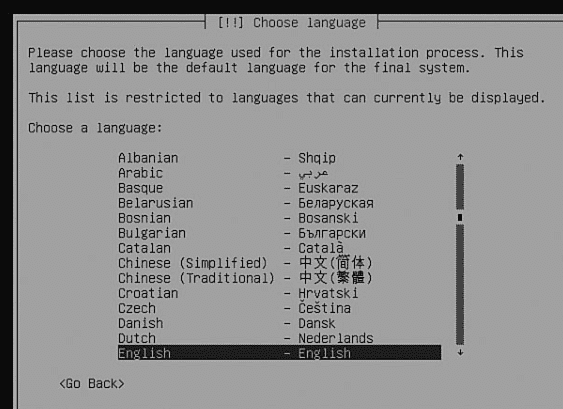 [!!] Choose language
Please choose the language used for the installation process. This
language will be the default language for the final system.
This list is restricted to languages that can currently be displayed.
Choose a language:
Albanian - Shqip
Arabic - عربي
Basque - Euskaraz
Belarusian - Беларуская
Bosnian - Bosanski
Bulgarian - Български
Catalan - Català
Chinese (Simplified) - 中文(简体)
Chinese (Traditional) - 中文(繁體)
Croatian - Hrvatski
Czech - Čeština
Danish - Dansk
Dutch - Nederlands
English - English
<Go Back>